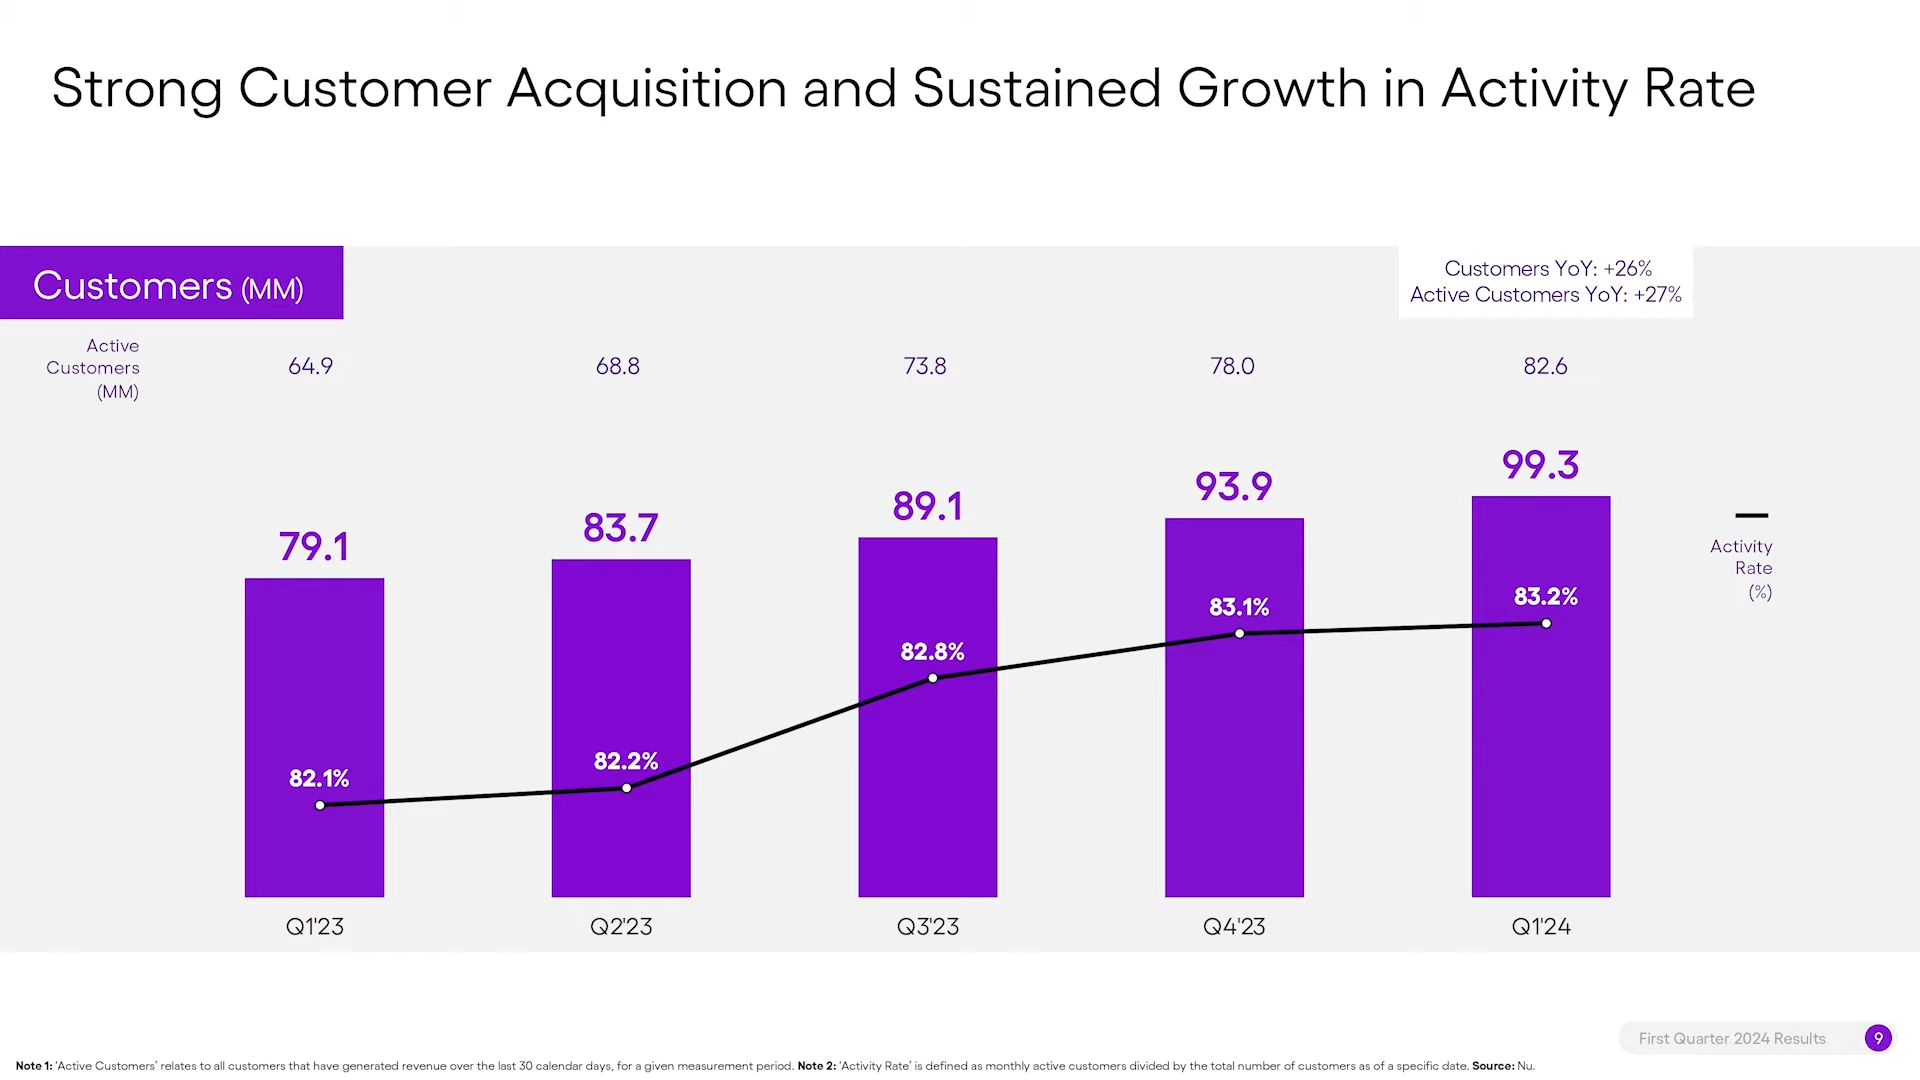 Strong Customer Acquisition and Sustained Growth in Activity Rate
Customers (MM)
Customers YoY: +26%
Active Customers YoY: +27%
Active
Customers
(MM)
64.9 68.8 73.8 78.0 82.6
79.1 83.7 89.1 93.9 99.3
82.1% 82.2% 82.8% 83.1% 83.2%
Activity
Rate
(%)
Q1'23 Q2'23 Q3'23 Q4'23 Q1'24
First Quarter 2024 Results 9
Note 1: 'Active Customers' relates to all customers that have generated revenue over the last 30 calendar days, for a given measurement period. Note 2: 'Activity Rate' is defined as monthly active customers divided by the total number of customers as of a specific date. Source: Nu.